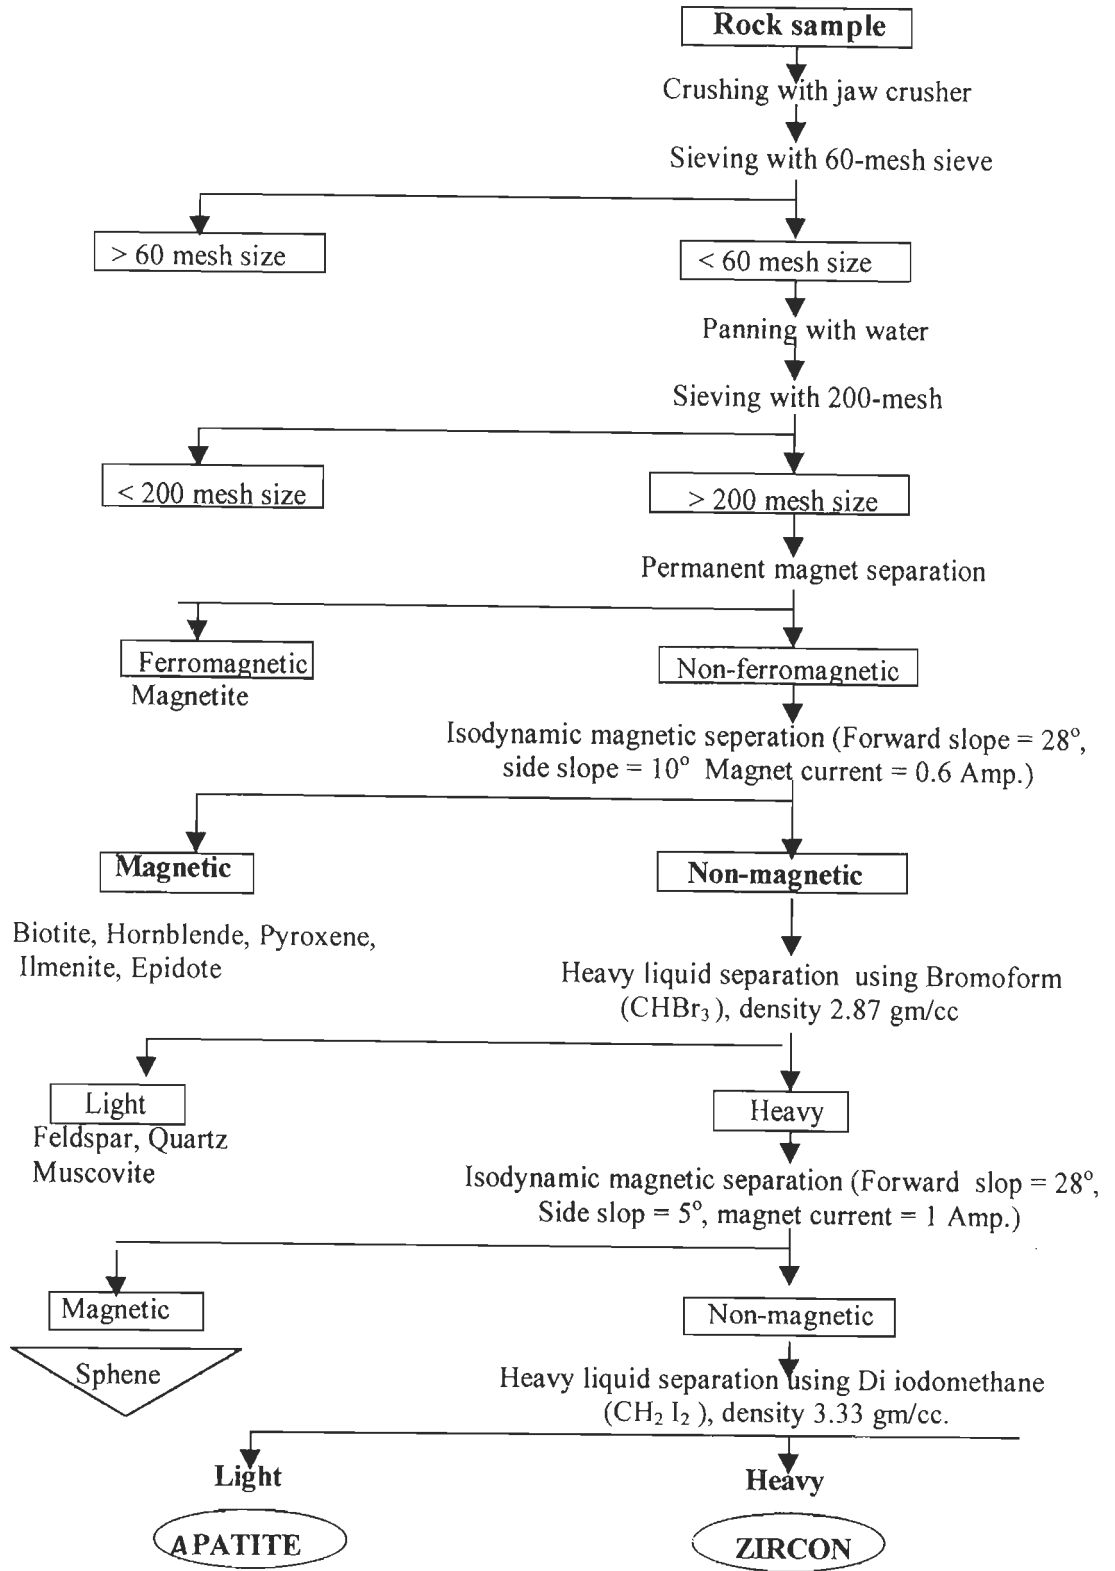 Rock sample
Crushing with jaw crusher
Sieving with 60-mesh sieve
> 60 mesh size
< 60 mesh size
Panning with water
Sieving with 200-mesh
< 200 mesh size
> 200 mesh size
Permanent magnet separation
Ferromagnetic
Magnetite
Non-ferromagnetic
Isodynamic magnetic seperation (Forward slope = 28°,
side slope = 10° Magnet current = 0.6 Amp.)
Magnetic
Non-magnetic
Biotite, Hornblende, Pyroxene,
Ilmenite, Epidote
Heavy liquid separation using Bromoform
(CHBr₃), density 2.87 gm/cc
Light
Feldspar, Quartz
Muscovite
Heavy
Isodynamic magnetic separation (Forward slop = 28°,
Side slop = 5°, magnet current = 1 Amp.)
Magnetic
Non-magnetic
Sphene
Heavy liquid separation using Di iodomethane
(CH₂ I₂ ), density 3.33 gm/cc.
Light
Heavy
APATITE
ZIRCON